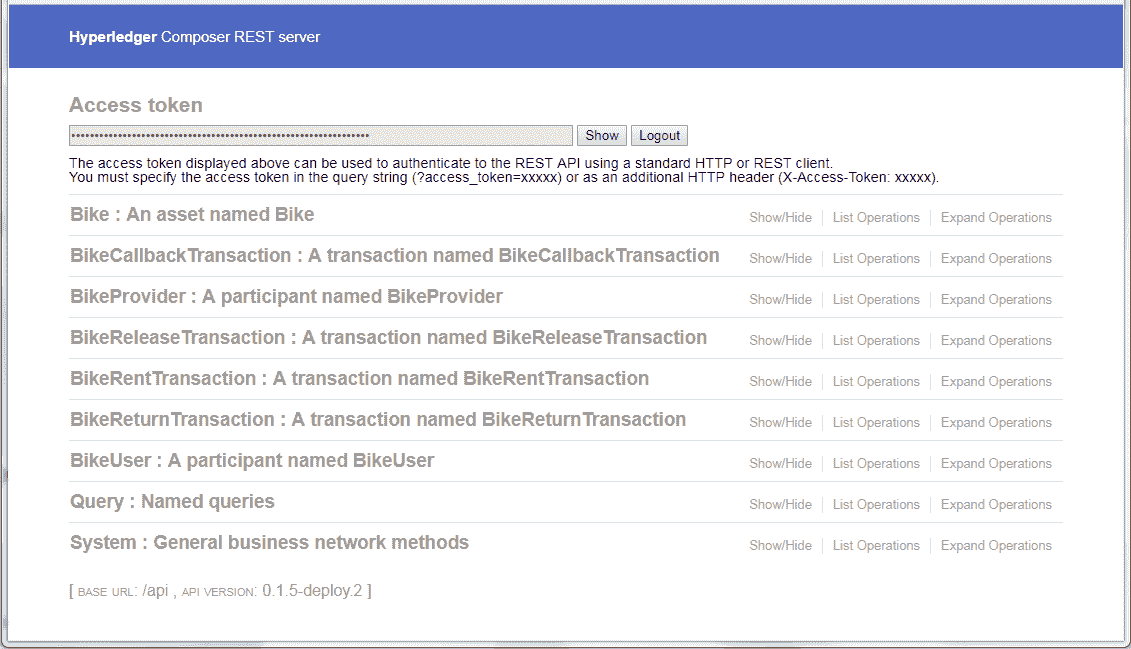 Hyperledger Composer REST server
Access token
Show Logout
The access token displayed above can be used to authenticate to the REST API using a standard HTTP or REST client.
You must specify the access token in the query string (?access_token=xxxxx) or as an additional HTTP header (X-Access-Token: xxxxx).
Bike : An asset named Bike Show/Hide List Operations Expand Operations
BikeCallbackTransaction : A transaction named BikeCallbackTransaction Show/Hide List Operations Expand Operations
BikeProvider : A participant named BikeProvider Show/Hide List Operations Expand Operations
BikeReleaseTransaction : A transaction named BikeReleaseTransaction Show/Hide List Operations Expand Operations
BikeRentTransaction : A transaction named BikeRentTransaction Show/Hide List Operations Expand Operations
BikeReturnTransaction : A transaction named BikeReturnTransaction Show/Hide List Operations Expand Operations
BikeUser : A participant named BikeUser Show/Hide List Operations Expand Operations
Query : Named queries Show/Hide List Operations Expand Operations
System : General business network methods Show/Hide List Operations Expand Operations
[ BASE URL: /api , API VERSION: 0.1.5-deploy.2 ]